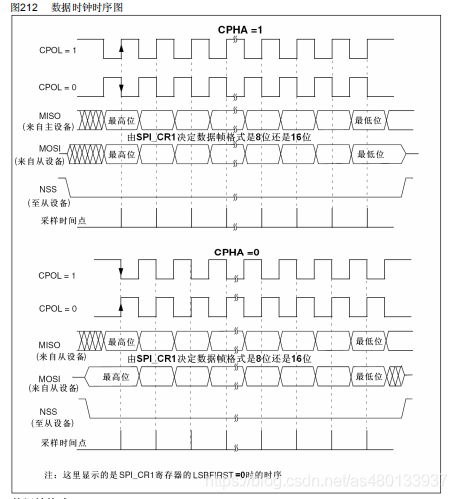 图212 数据时钟时序图
CPHA =1
CPOL = 1
CPOL = 0
MISO
(来自主设备)
最高位
最低位
由SPI_CR1决定数据帧格式是8位还是16位
MOSI
(来自从设备)
最高位
最低位
NSS
(至从设备)
采样时间点
CPHA =0
CPOL = 1
CPOL = 0
MISO
(来自从设备)
最高位
最低位
由SPI_CR1决定数据帧格式是8位还是16位
MOSI
(来自从设备)
最高位
最低位
NSS
(至从设备)
采样时间点
注：这里显示的是SPI_CR1寄存器的LSBFIRST=0时的时序
https://blog.csdn.net/as480133937